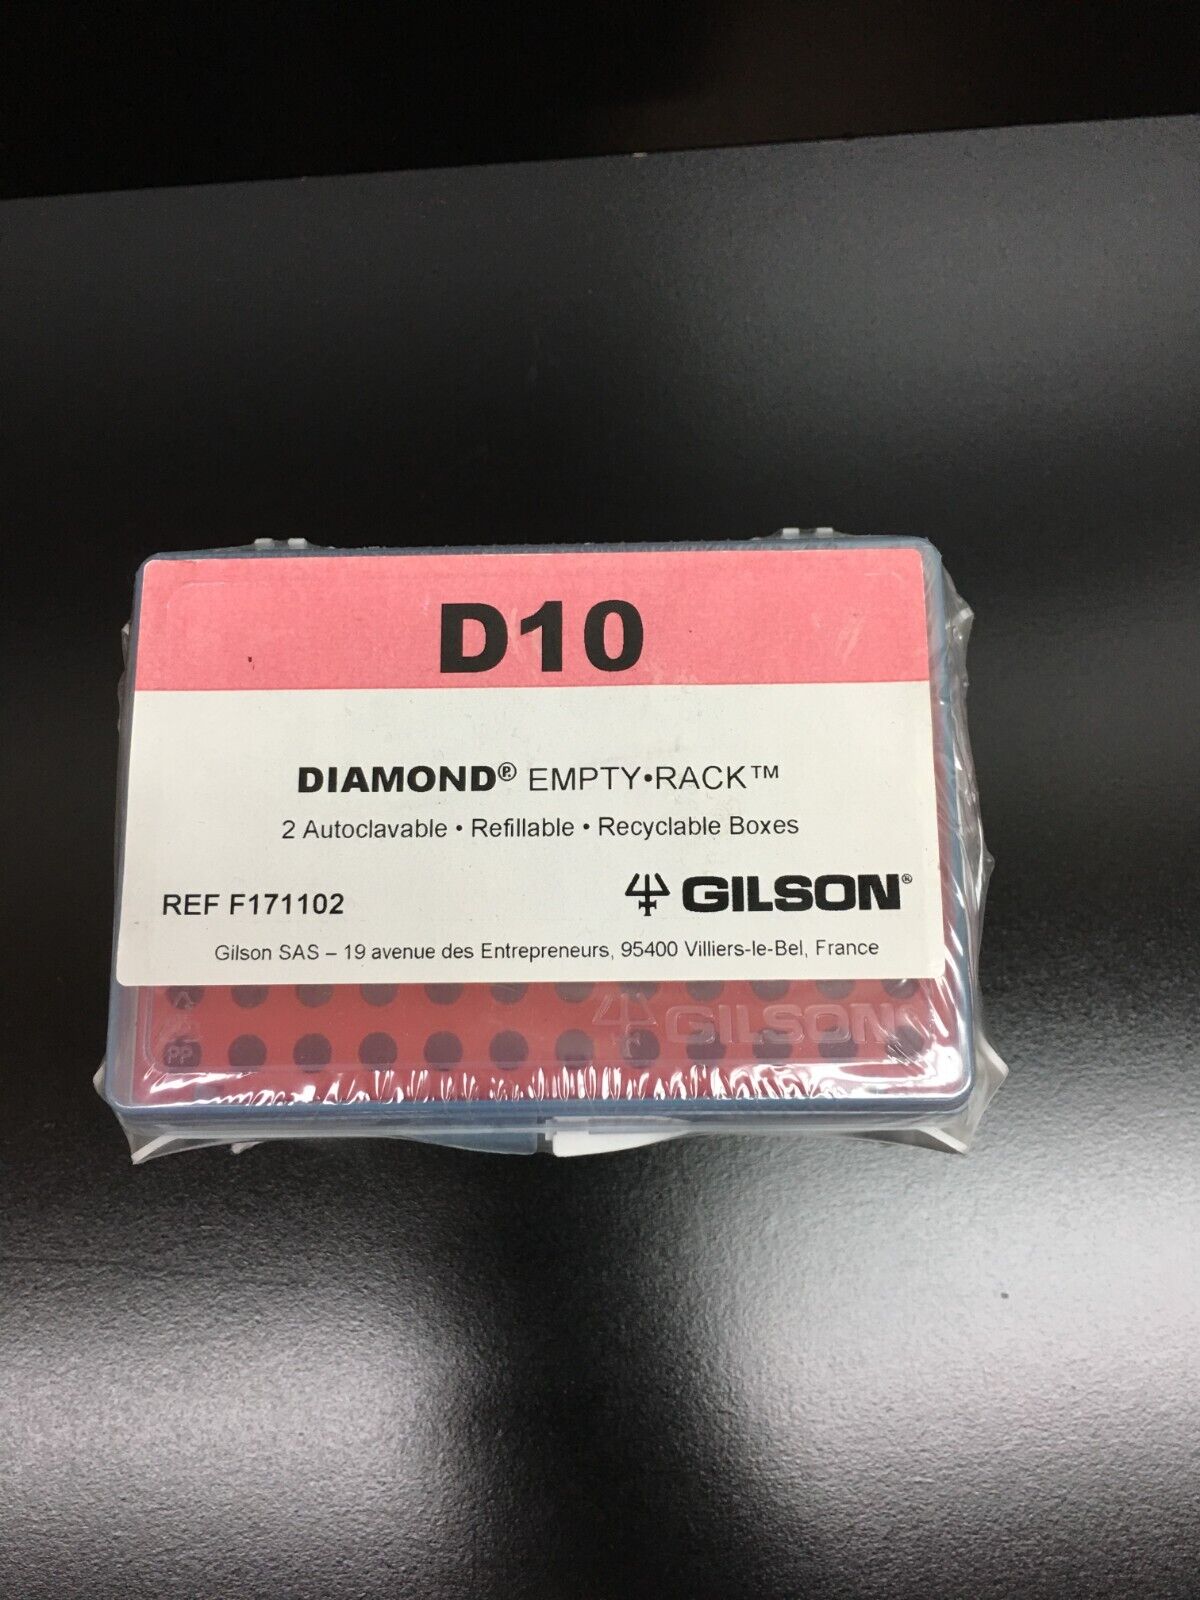 D10
DIAMOND® EMPTY•RACK™
2 Autoclavable • Refillable • Recyclable Boxes
REF F171102
GILSON®
Gilson SAS – 19 avenue des Entrepreneurs, 95400 Villiers-le-Bel, France
GILSON
PP